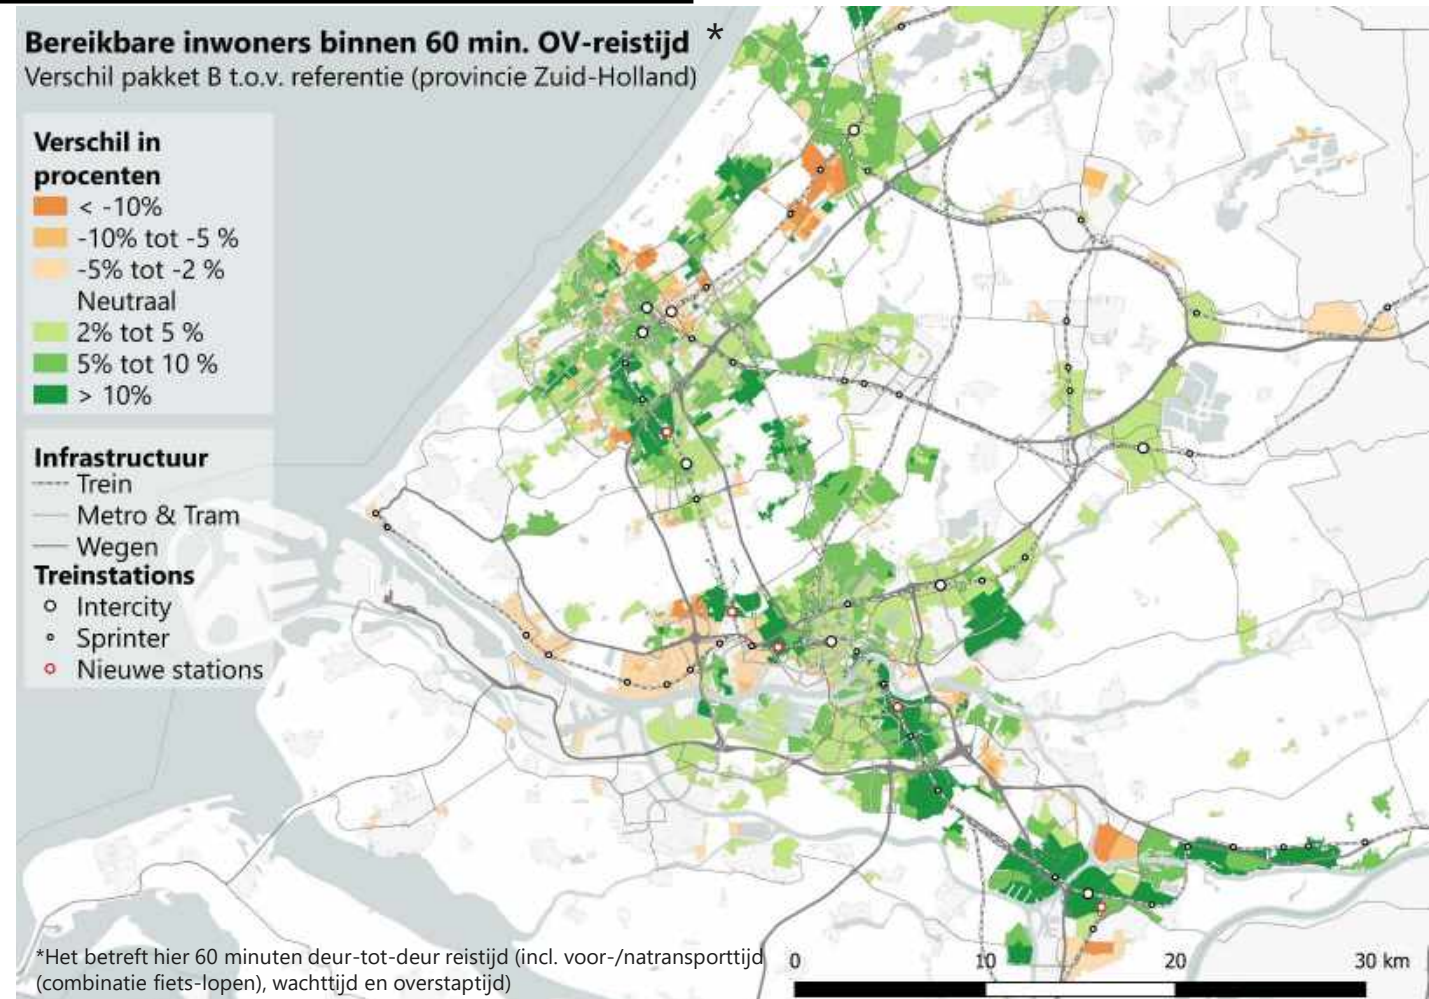 Bereikbare inwoners binnen 60 min. OV-reistijd *
Verschil pakket B t.o.v. referentie (provincie Zuid-Holland)
Verschil in
procenten
< -10%
-10% tot -5 %
-5% tot -2 %
Neutraal
2% tot 5 %
5% tot 10 %
> 10%
Infrastructuur
Trein
Metro & Tram
Wegen
Treinstations
Intercity
Sprinter
Nieuwe stations
*Het betreft hier 60 minuten deur-tot-deur reistijd (incl. voor-/natransporttijd
(combinatie fiets-lopen), wachttijd en overstaptijd)
0 10 20 30 km